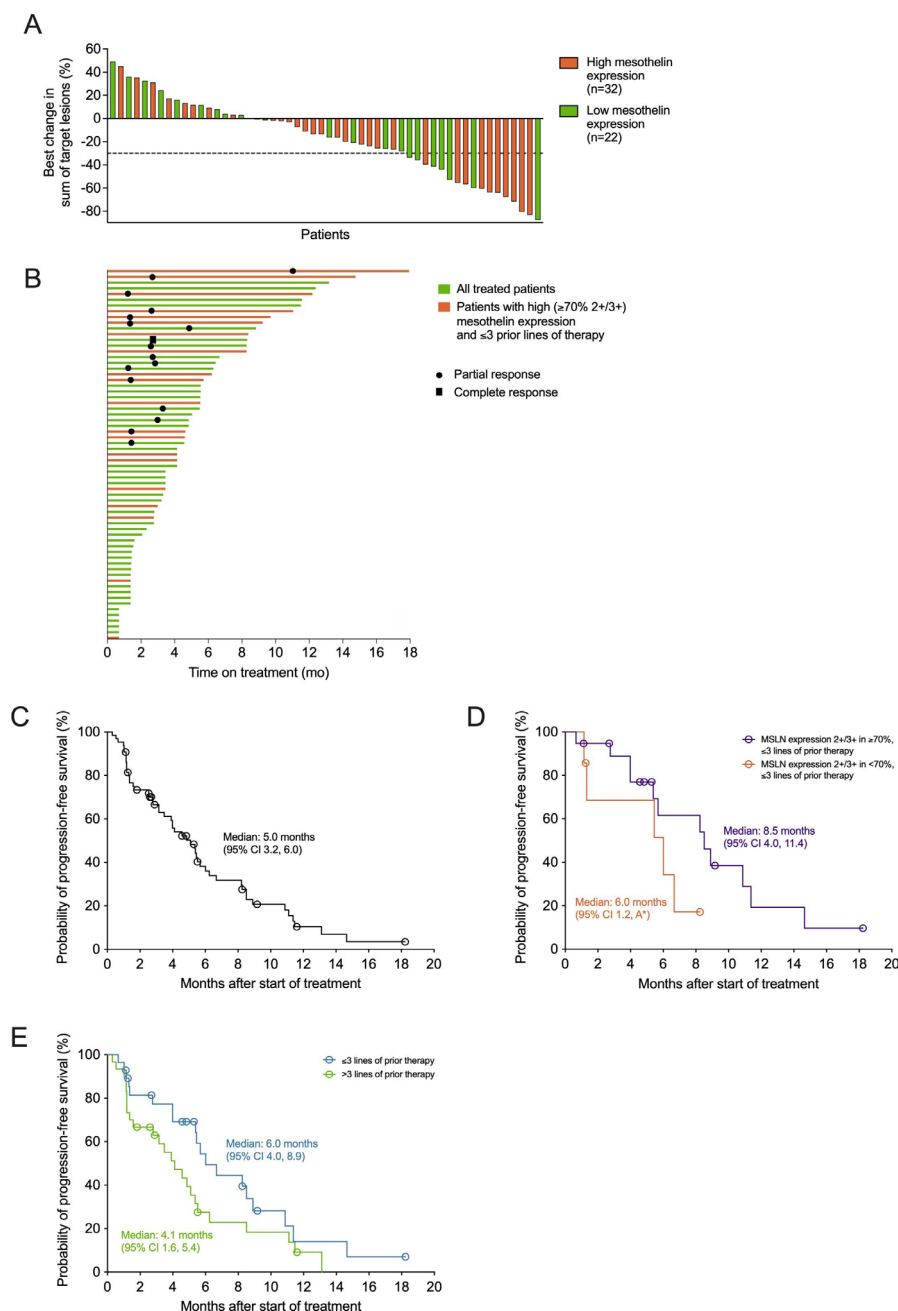 A
60
40
20
0
-20
-40
-60
-80
Best change in
sum of target lesions (%)
Patients
High mesothelin
expression
(n=32)
Low mesothelin
expression
(n=22)
B
All treated patients
Patients with high (≥70% 2+/3+)
mesothelin expression
and ≤3 prior lines of therapy
Partial response
Complete response
0 2 4 6 8 10 12 14 16 18
Time on treatment (mo)
C
Probability of progression-free survival (%)
100
80
60
40
20
0
Median: 5.0 months
(95% CI 3.2, 6.0)
0 2 4 6 8 10 12 14 16 18 20
Months after start of treatment
D
Probability of progression-free survival (%)
100
80
60
40
20
0
MSLN expression 2+/3+ in ≥70%,
≤3 lines of prior therapy
MSLN expression 2+/3+ in <70%,
≤3 lines of prior therapy
Median: 8.5 months
(95% CI 4.0, 11.4)
Median: 6.0 months
(95% CI 1.2, A*)
0 2 4 6 8 10 12 14 16 18 20
Months after start of treatment
E
Probability of progression-free survival (%)
100
80
60
40
20
0
≤3 lines of prior therapy
>3 lines of prior therapy
Median: 6.0 months
(95% CI 4.0, 8.9)
Median: 4.1 months
(95% CI 1.6, 5.4)
0 2 4 6 8 10 12 14 16 18 20
Months after start of treatment